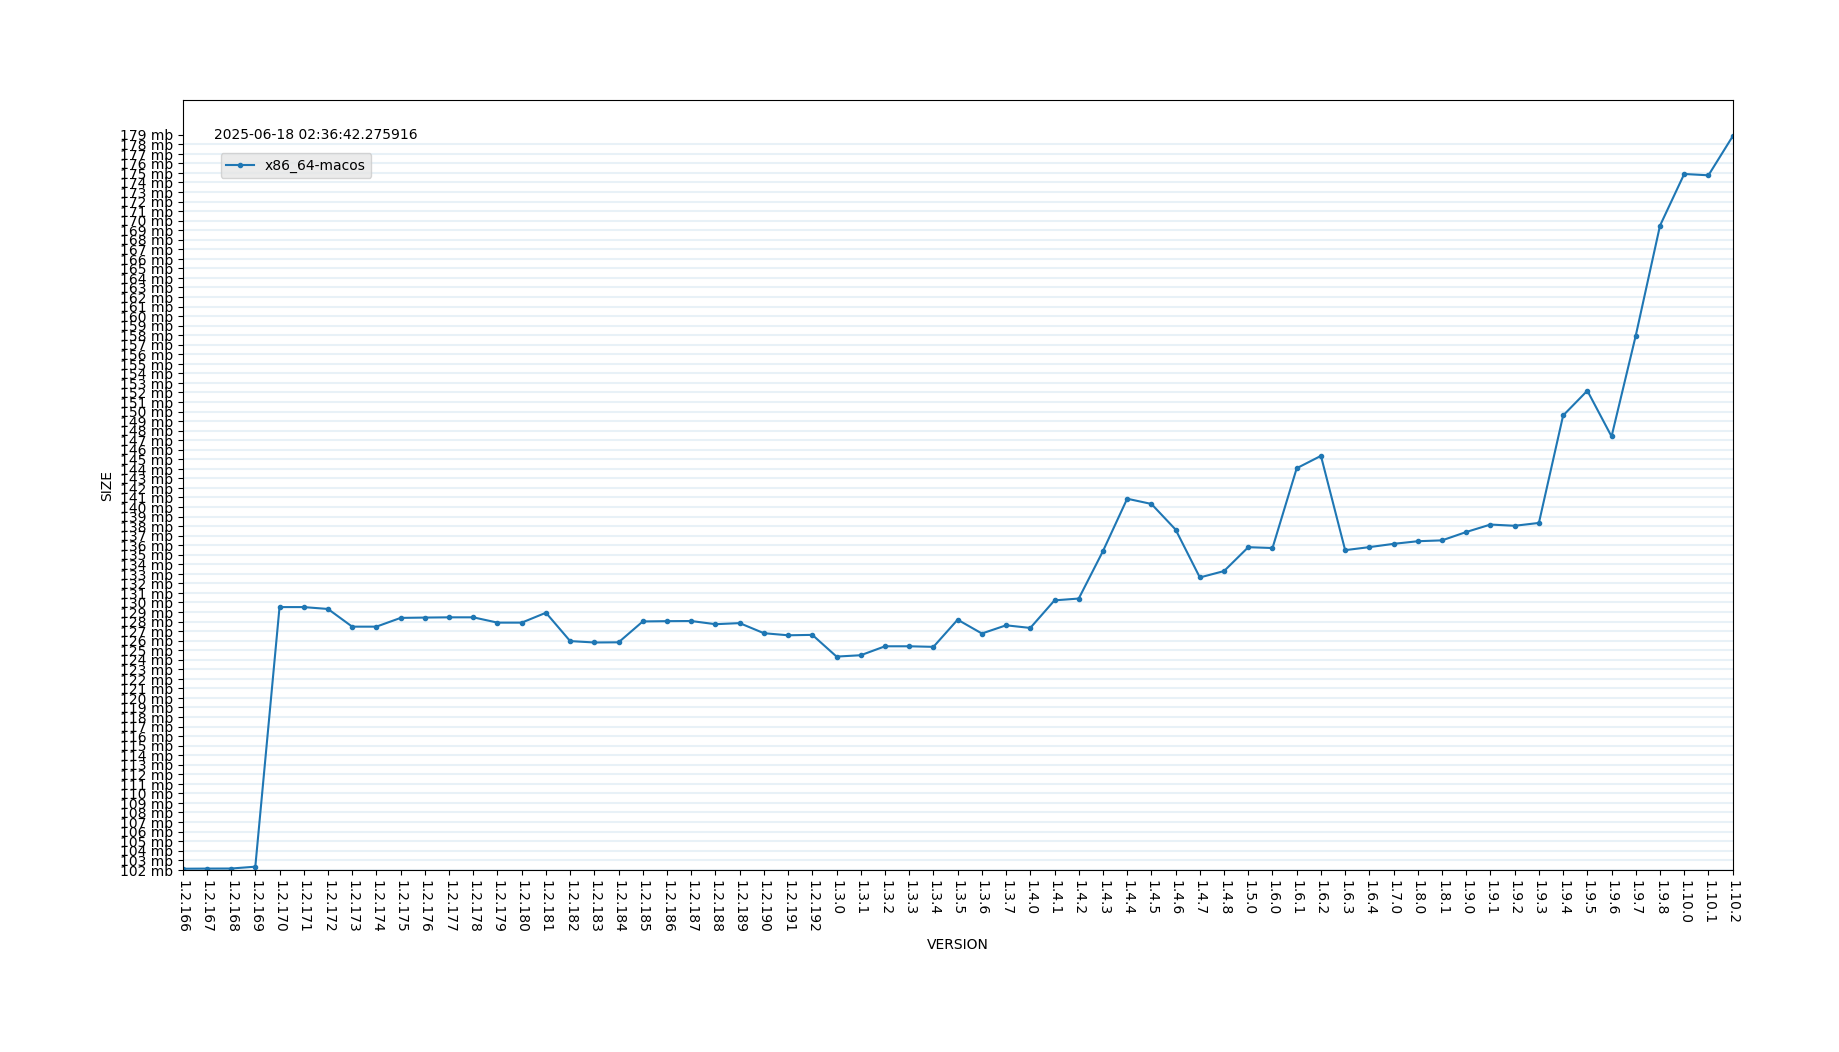 2025-06-18 02:36:42.275916
x86_64-macos
SIZE
179 mb
178 mb
177 mb
176 mb
175 mb
174 mb
173 mb
172 mb
171 mb
170 mb
169 mb
168 mb
167 mb
166 mb
165 mb
164 mb
163 mb
162 mb
161 mb
160 mb
159 mb
158 mb
157 mb
156 mb
155 mb
154 mb
153 mb
152 mb
151 mb
150 mb
149 mb
148 mb
147 mb
146 mb
145 mb
144 mb
143 mb
142 mb
141 mb
140 mb
139 mb
138 mb
137 mb
136 mb
135 mb
134 mb
133 mb
132 mb
131 mb
130 mb
129 mb
128 mb
127 mb
126 mb
125 mb
124 mb
123 mb
122 mb
121 mb
120 mb
119 mb
118 mb
117 mb
116 mb
115 mb
114 mb
113 mb
112 mb
111 mb
110 mb
109 mb
108 mb
107 mb
106 mb
105 mb
104 mb
103 mb
102 mb
1.2.166
1.2.167
1.2.168
1.2.169
1.2.170
1.2.171
1.2.172
1.2.173
1.2.174
1.2.175
1.2.176
1.2.177
1.2.178
1.2.179
1.2.180
1.2.181
1.2.182
1.2.183
1.2.184
1.2.185
1.2.186
1.2.187
1.2.188
1.2.189
1.2.190
1.2.191
1.2.192
1.3.0
1.3.1
1.3.2
1.3.3
1.3.4
1.3.5
1.3.6
1.3.7
1.4.0
1.4.1
1.4.2
1.4.3
1.4.4
1.4.5
1.4.6
1.4.7
1.4.8
1.5.0
1.6.0
1.6.1
1.6.2
1.6.3
1.6.4
1.7.0
1.8.0
1.8.1
1.9.0
1.9.1
1.9.2
1.9.3
1.9.4
1.9.5
1.9.6
1.9.7
1.9.8
1.10.0
1.10.1
1.10.2
VERSION